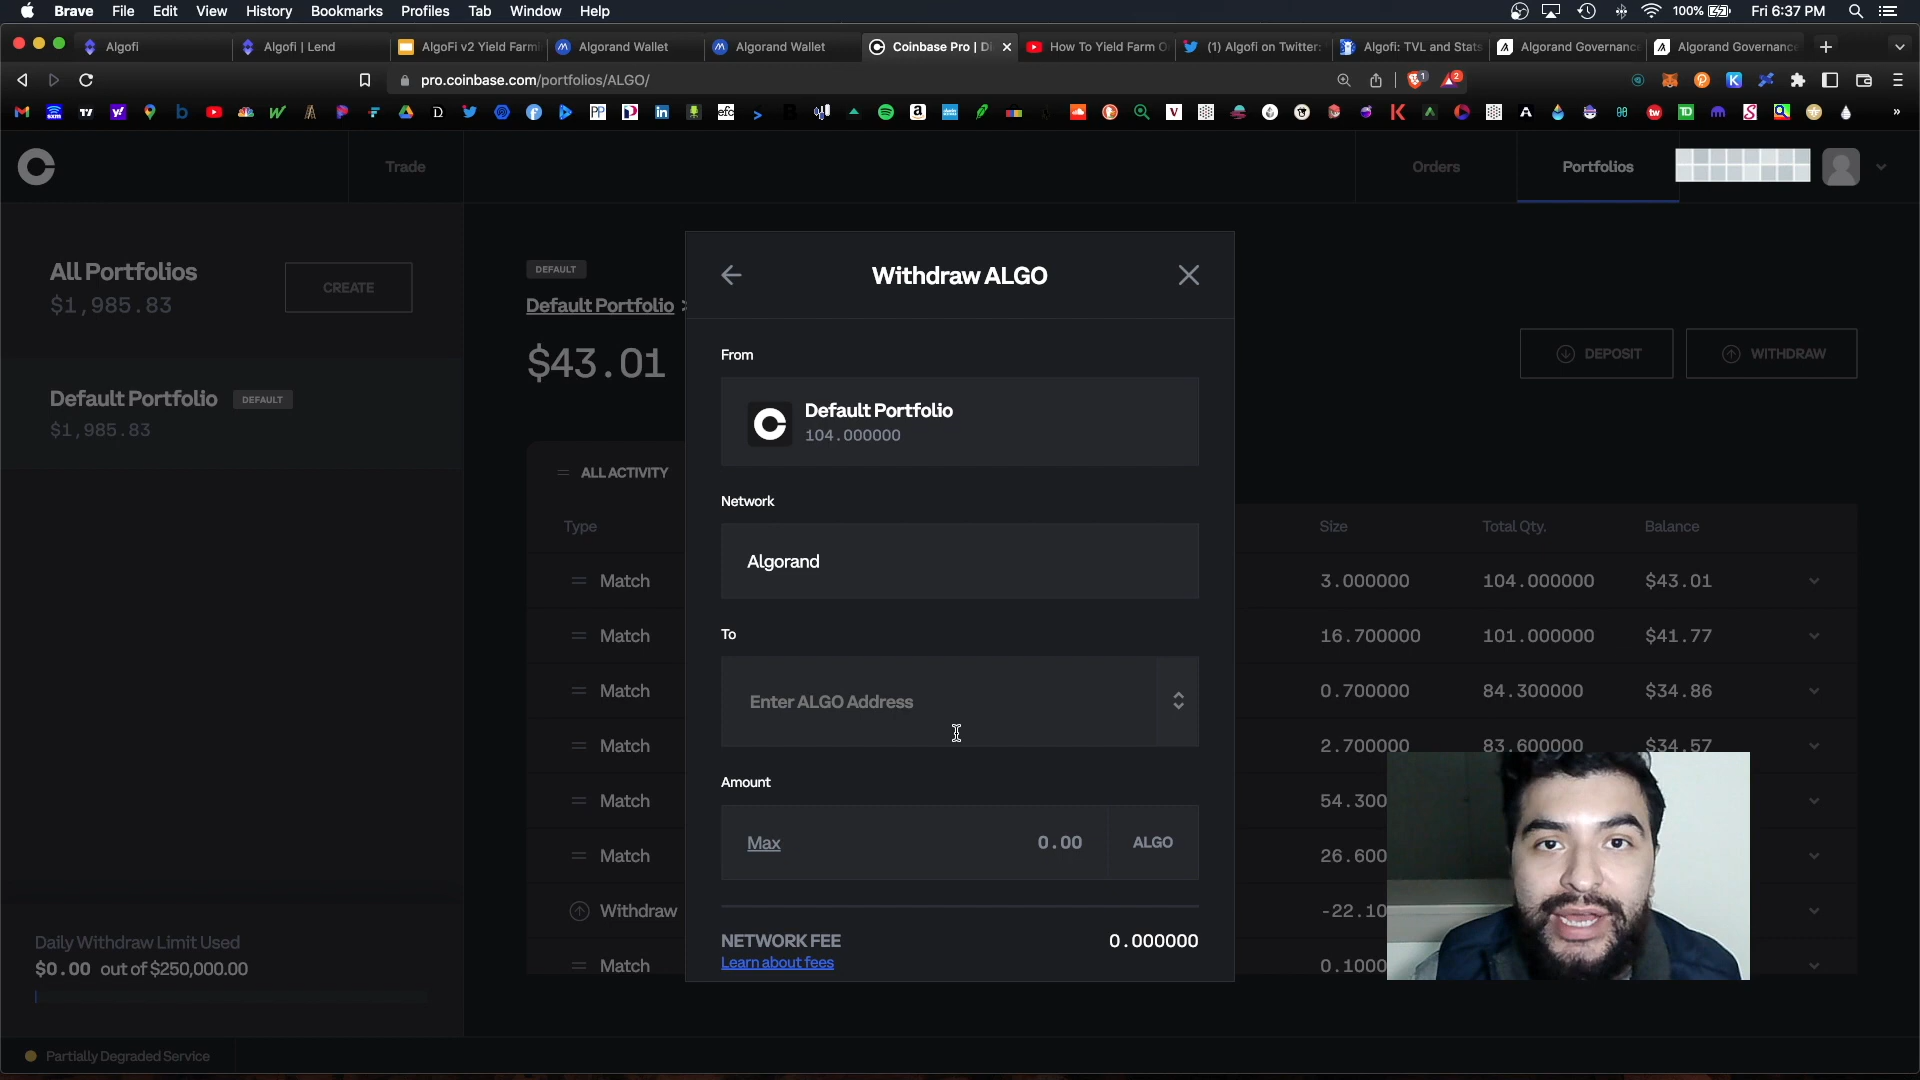 Brave File Edit View History Bookmarks Profiles Tab Window Help 100% Fri 6:37 PM
Algofi Algofi | Lend AlgoFi v2 Yield Farmi Algorand Wallet Algorand Wallet Coinbase Pro | Di How To Yield Farm O (1) Algofi on Twitter: Algofi: TVL and Stats Algorand Governance Algorand Governance
pro.coinbase.com/portfolios/ALGO/
Trade Orders Portfolios
All Portfolios
$1,985.83
CREATE
Default Portfolio DEFAULT
$1,985.83
DEFAULT
Default Portfolio >
$43.01
DEPOSIT WITHDRAW
ALL ACTIVITY
Type Size Total Qty. Balance
Match 3.000000 104.000000 $43.01
Match 16.700000 101.000000 $41.77
Match 0.700000 84.300000 $34.86
Match 2.700000 83.600000 $34.57
Match 54.300
Match 26.600
Withdraw -22.10
Match 0.1000
Withdraw ALGO
From
Default Portfolio
104.000000
Network
Algorand
To
Enter ALGO Address
Amount
Max 0.00 ALGO
NETWORK FEE 0.000000
Learn about fees
Daily Withdraw Limit Used
$0.00 out of $250,000.00
Partially Degraded Service